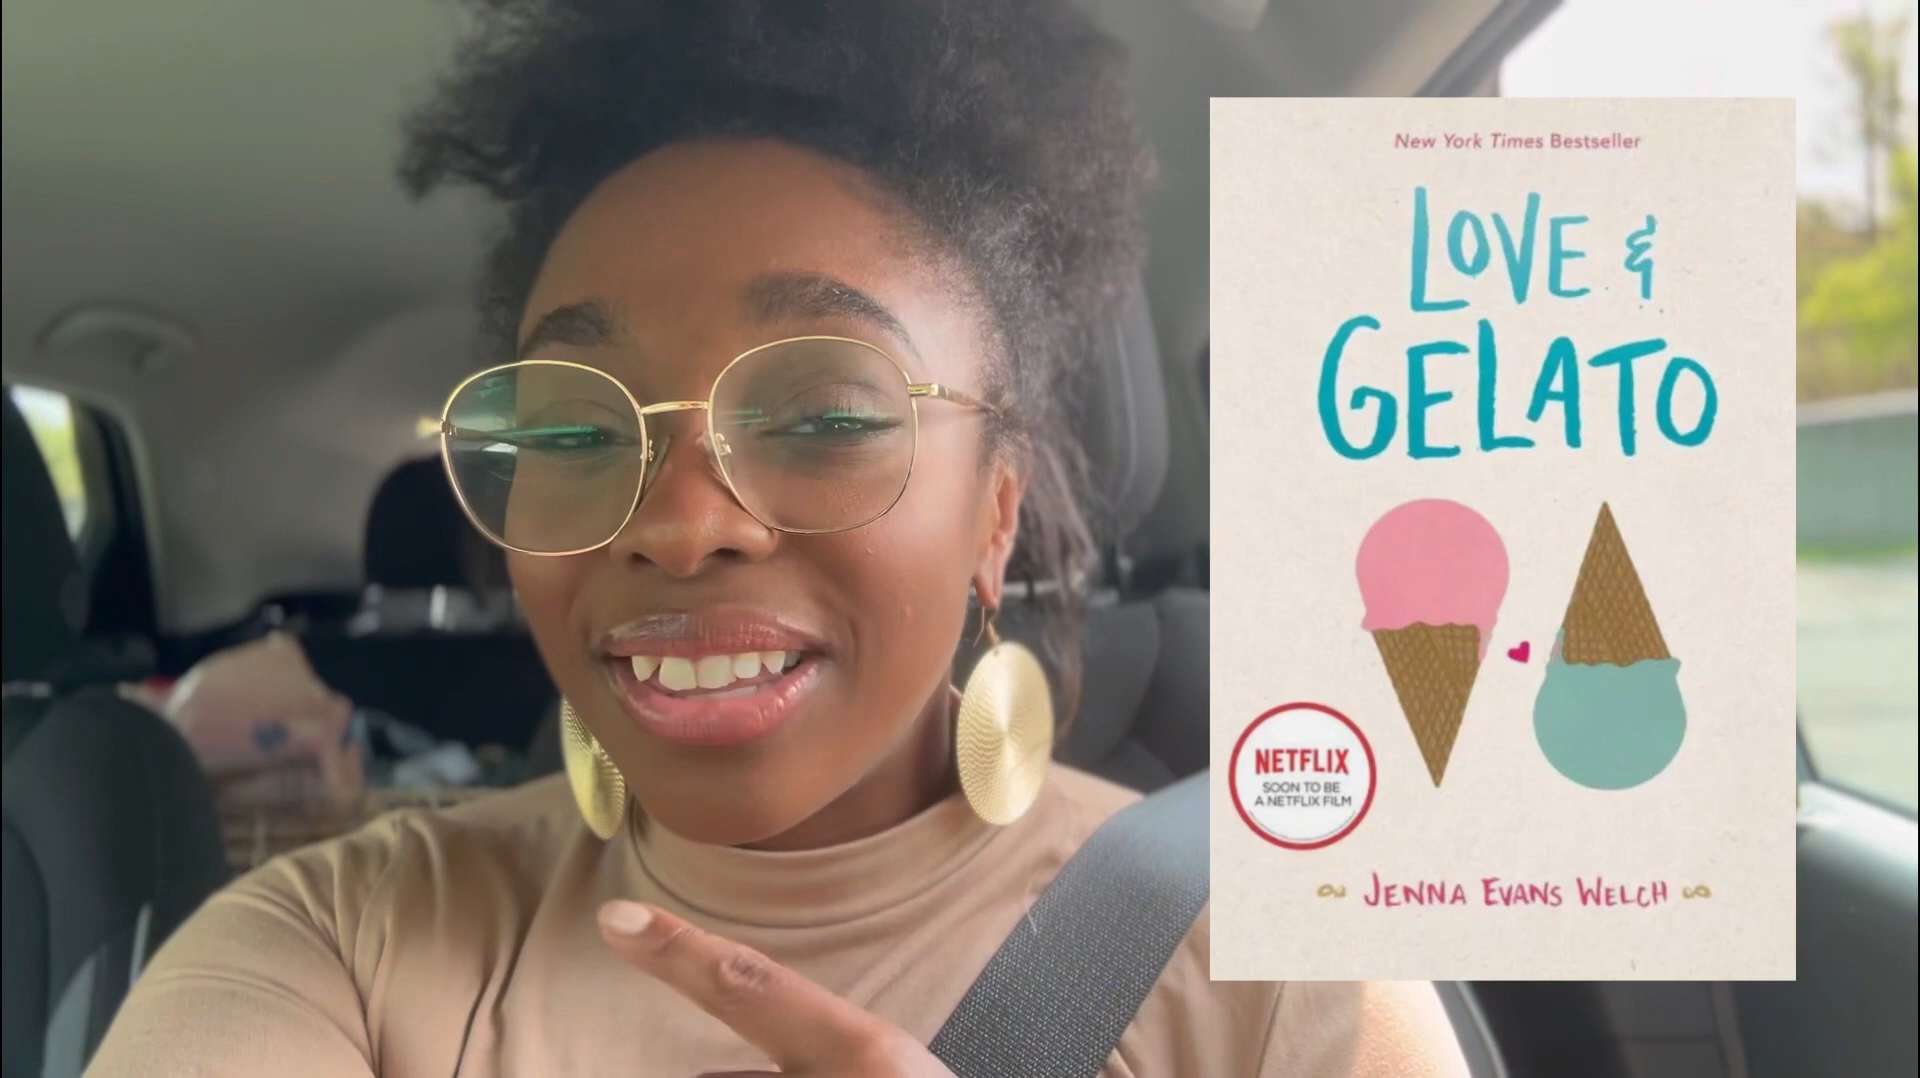 New York Times Bestseller
LOVE &
GELATO
NETFLIX
SOON TO BE
A NETFLIX FILM
JENNA EVANS WELCH